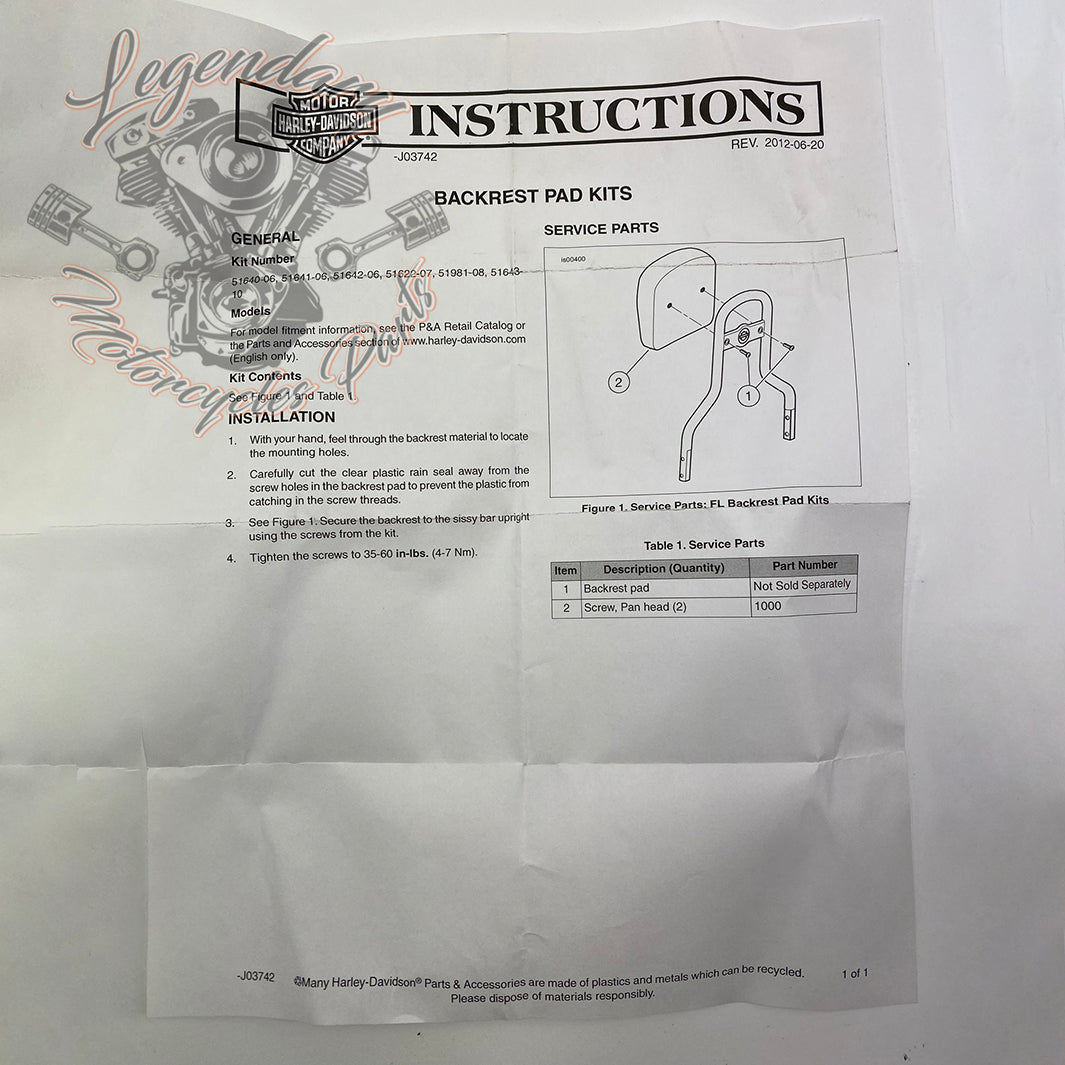 Legendary
Motorcycles Parts
MOTOR
HARLEY-DAVIDSON
COMPANY
INSTRUCTIONS
-J03742
REV. 2012-06-20
BACKREST PAD KITS
GENERAL
Kit Number
51640-06, 51641-06, 51642-06, 51622-07, 51981-08, 51643-
10
Models
For model fitment information, see the P&A Retail Catalog or
the Parts and Accessories section of www.harley-davidson.com
(English only).
Kit Contents
See Figure 1 and Table 1.
INSTALLATION
1. With your hand, feel through the backrest material to locate
the mounting holes.
2. Carefully cut the clear plastic rain seal away from the
screw holes in the backrest pad to prevent the plastic from
catching in the screw threads.
3. See Figure 1. Secure the backrest to the sissy bar upright
using the screws from the kit.
4. Tighten the screws to 35-60 in-lbs. (4-7 Nm).
SERVICE PARTS
is00400
2
1
Figure 1. Service Parts: FL Backrest Pad Kits
Table 1. Service Parts
Item Description (Quantity) Part Number
1 Backrest pad Not Sold Separately
2 Screw, Pan head (2) 1000
-J03742
Many Harley-Davidson® Parts & Accessories are made of plastics and metals which can be recycled.
Please dispose of materials responsibly.
1 of 1